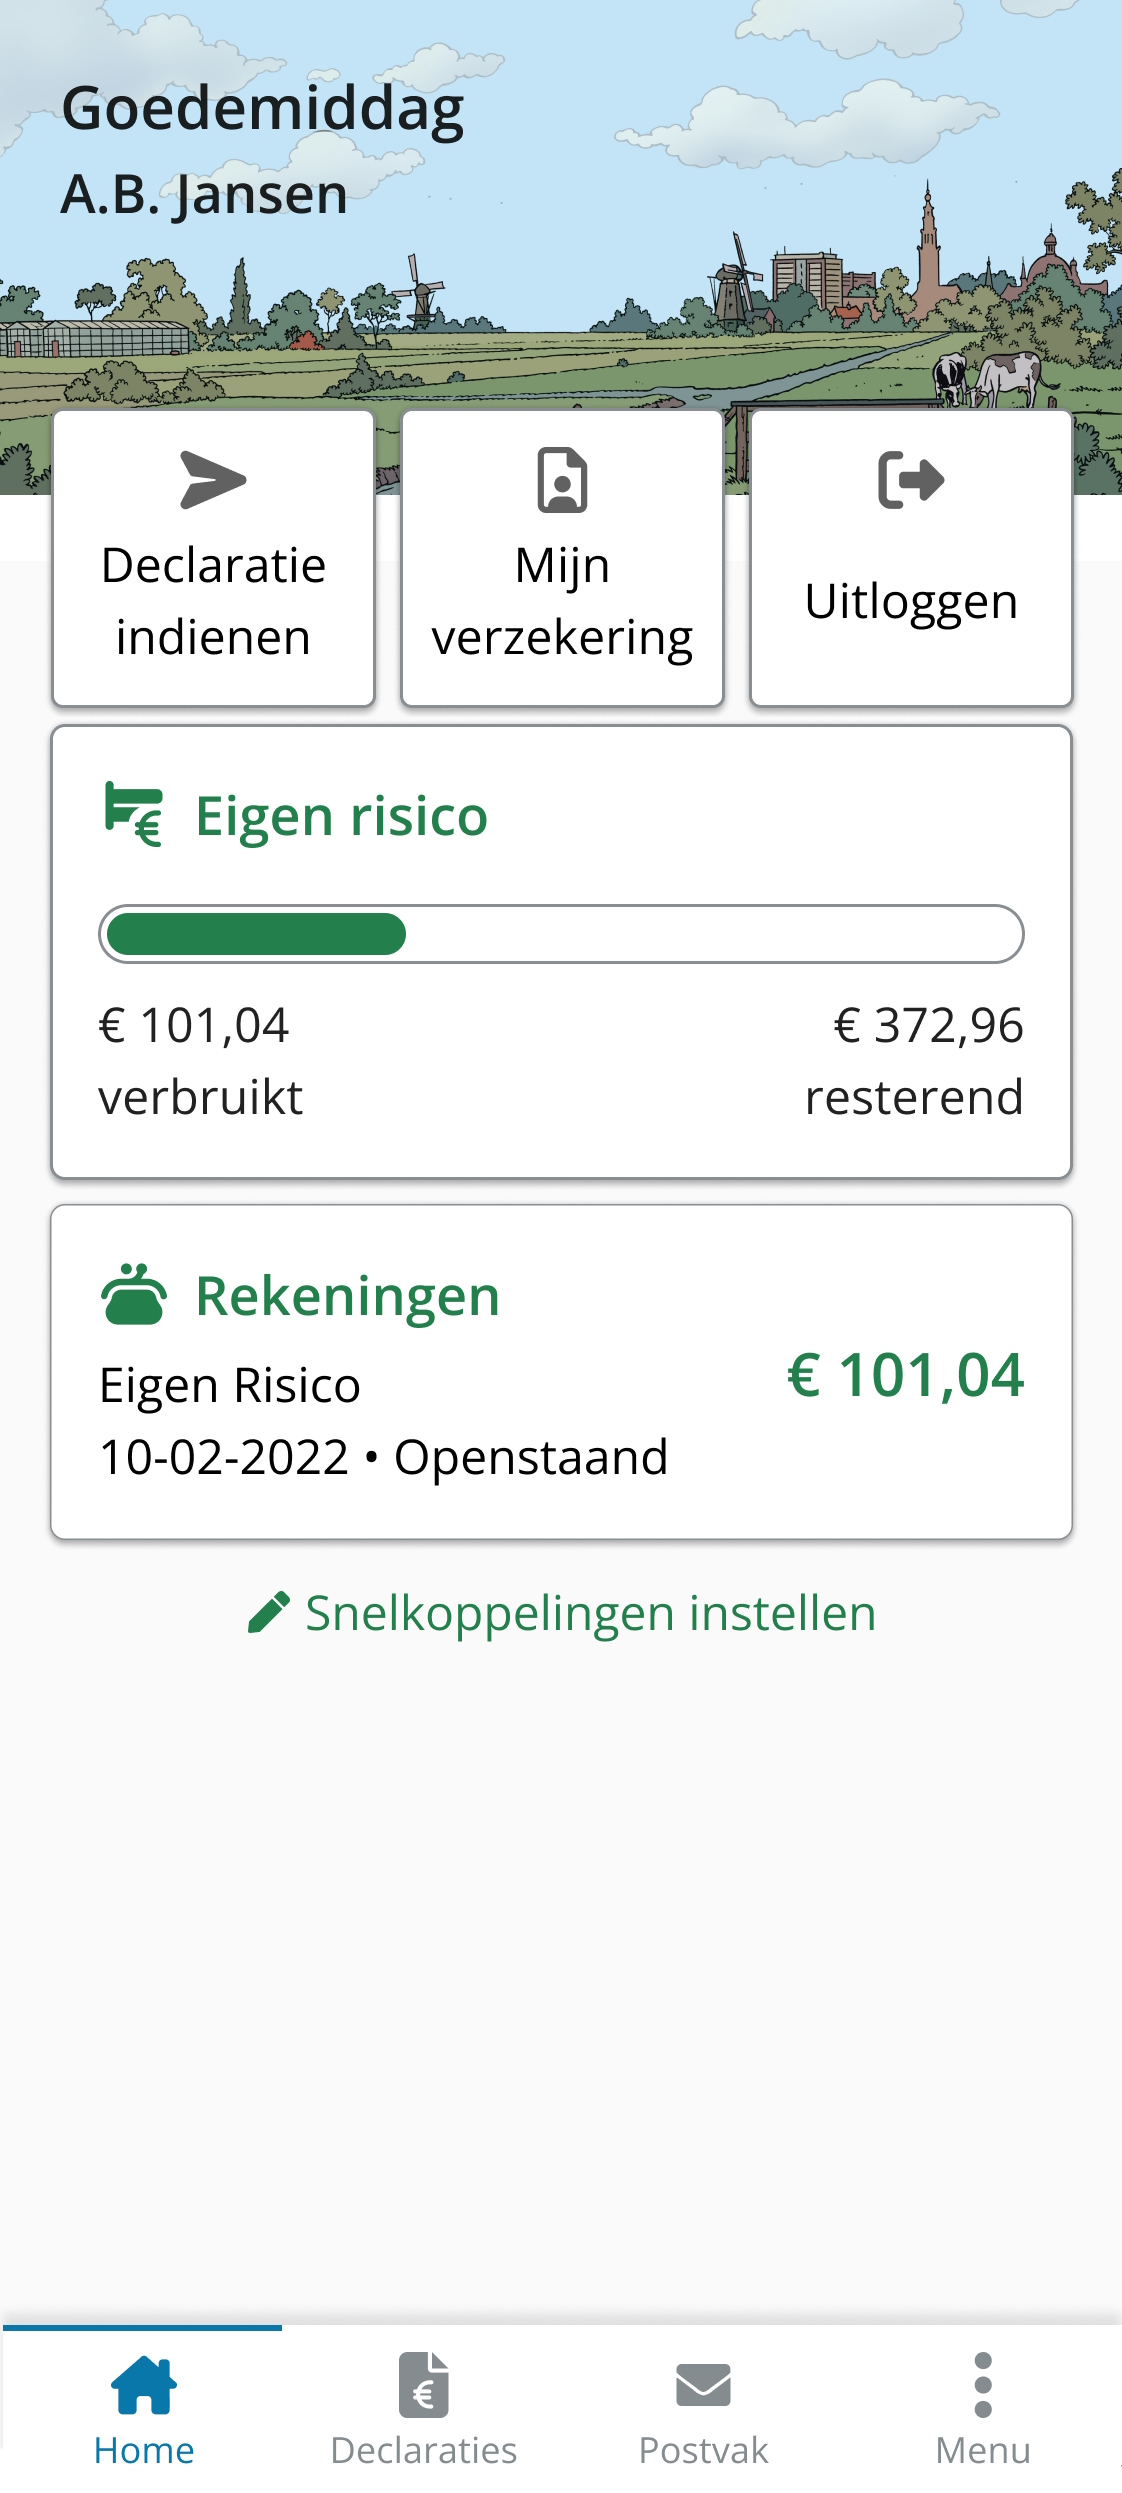 Goedemiddag
A.B. Jansen
Declaratie
indienen
Mijn
verzekering
Uitloggen
Eigen risico
€ 101,04
verbruikt
€ 372,96
resterend
Rekeningen
Eigen Risico
€ 101,04
10-02-2022 • Openstaand
Snelkoppelingen instellen
Home
Declaraties
Postvak
Menu